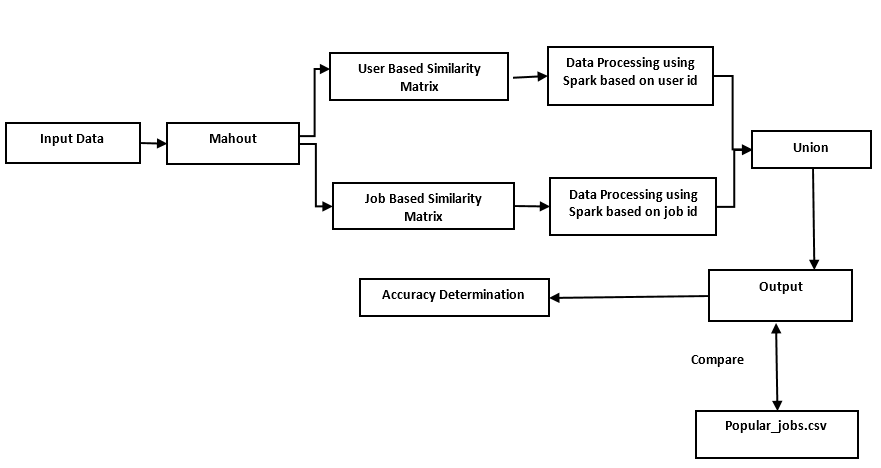 Input Data
Mahout
User Based Similarity
Matrix
Data Processing using
Spark based on user id
Job Based Similarity
Matrix
Data Processing using
Spark based on job id
Union
Output
Accuracy Determination
Compare
Popular_jobs.csv